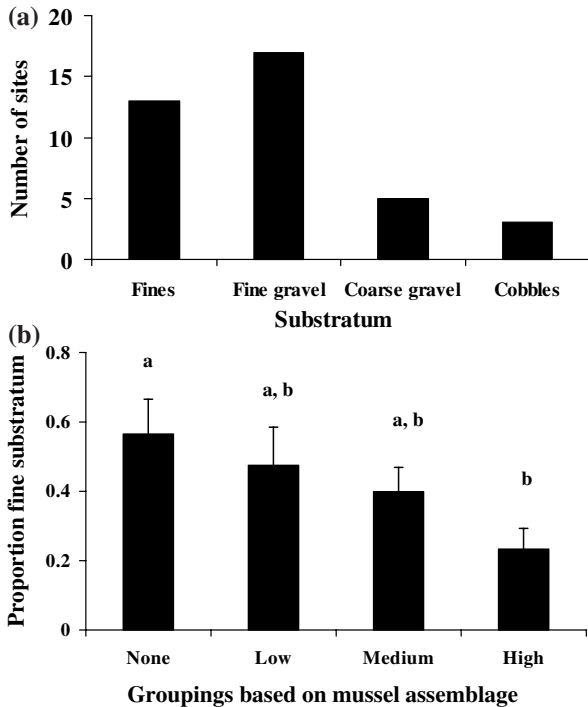 (a)
Number of sites
20
15
10
5
0
Fines Fine gravel Coarse gravel Cobbles
Substratum
(b)
Proportion fine substratum
0.8
0.6
0.4
0.2
0
a
a, b
a, b
b
None Low Medium High
Groupings based on mussel assemblage